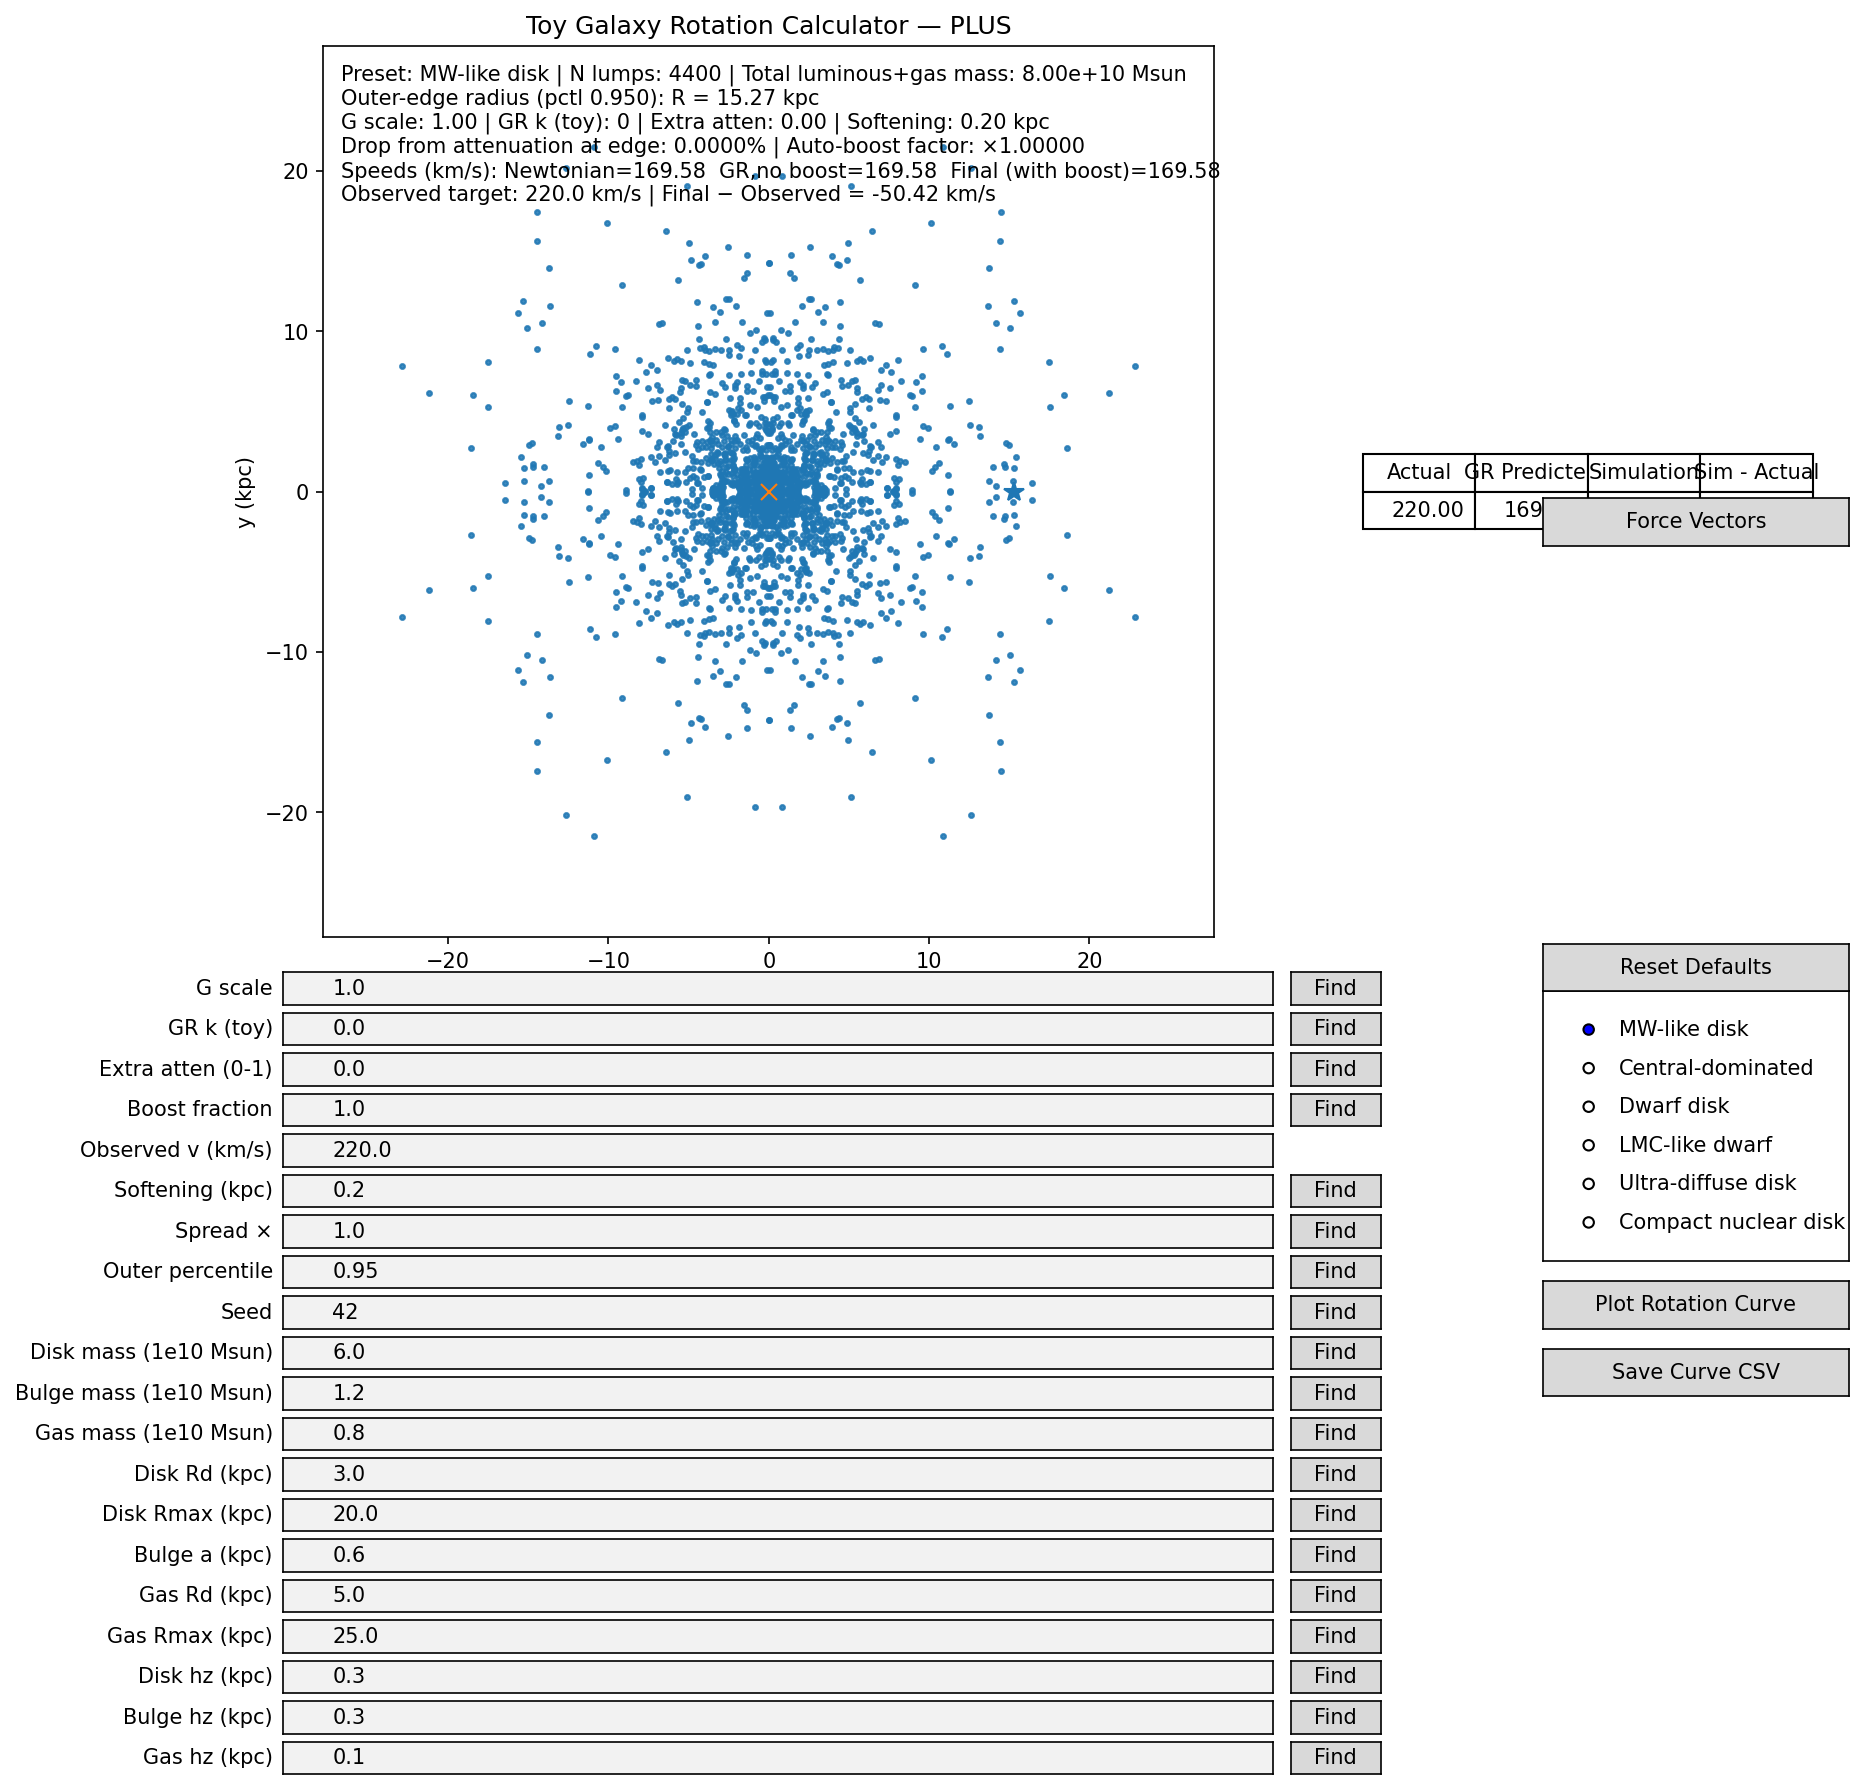 Toy Galaxy Rotation Calculator — PLUS
Preset: MW-like disk | N lumps: 4400 | Total luminous+gas mass: 8.00e+10 Msun
Outer-edge radius (pctl 0.950): R = 15.27 kpc
G scale: 1.00 | GR k (toy): 0 | Extra atten: 0.00 | Softening: 0.20 kpc
Drop from attenuation at edge: 0.0000% | Auto-boost factor: ×1.00000
Speeds (km/s): Newtonian=169.58  GR,no boost=169.58  Final (with boost)=169.58
Observed target: 220.0 km/s | Final − Observed = -50.42 km/s
20
10
0
−10
−20
y (kpc)
−20 −10 0 10 20
Actual GR Predicte Simulation Sim - Actual
220.00 169
Force Vectors
G scale 1.0 Find
GR k (toy) 0.0 Find
Extra atten (0-1) 0.0 Find
Boost fraction 1.0 Find
Observed v (km/s) 220.0
Softening (kpc) 0.2 Find
Spread × 1.0 Find
Outer percentile 0.95 Find
Seed 42 Find
Disk mass (1e10 Msun) 6.0 Find
Bulge mass (1e10 Msun) 1.2 Find
Gas mass (1e10 Msun) 0.8 Find
Disk Rd (kpc) 3.0 Find
Disk Rmax (kpc) 20.0 Find
Bulge a (kpc) 0.6 Find
Gas Rd (kpc) 5.0 Find
Gas Rmax (kpc) 25.0 Find
Disk hz (kpc) 0.3 Find
Bulge hz (kpc) 0.3 Find
Gas hz (kpc) 0.1 Find
Reset Defaults
MW-like disk
Central-dominated
Dwarf disk
LMC-like dwarf
Ultra-diffuse disk
Compact nuclear disk
Plot Rotation Curve
Save Curve CSV